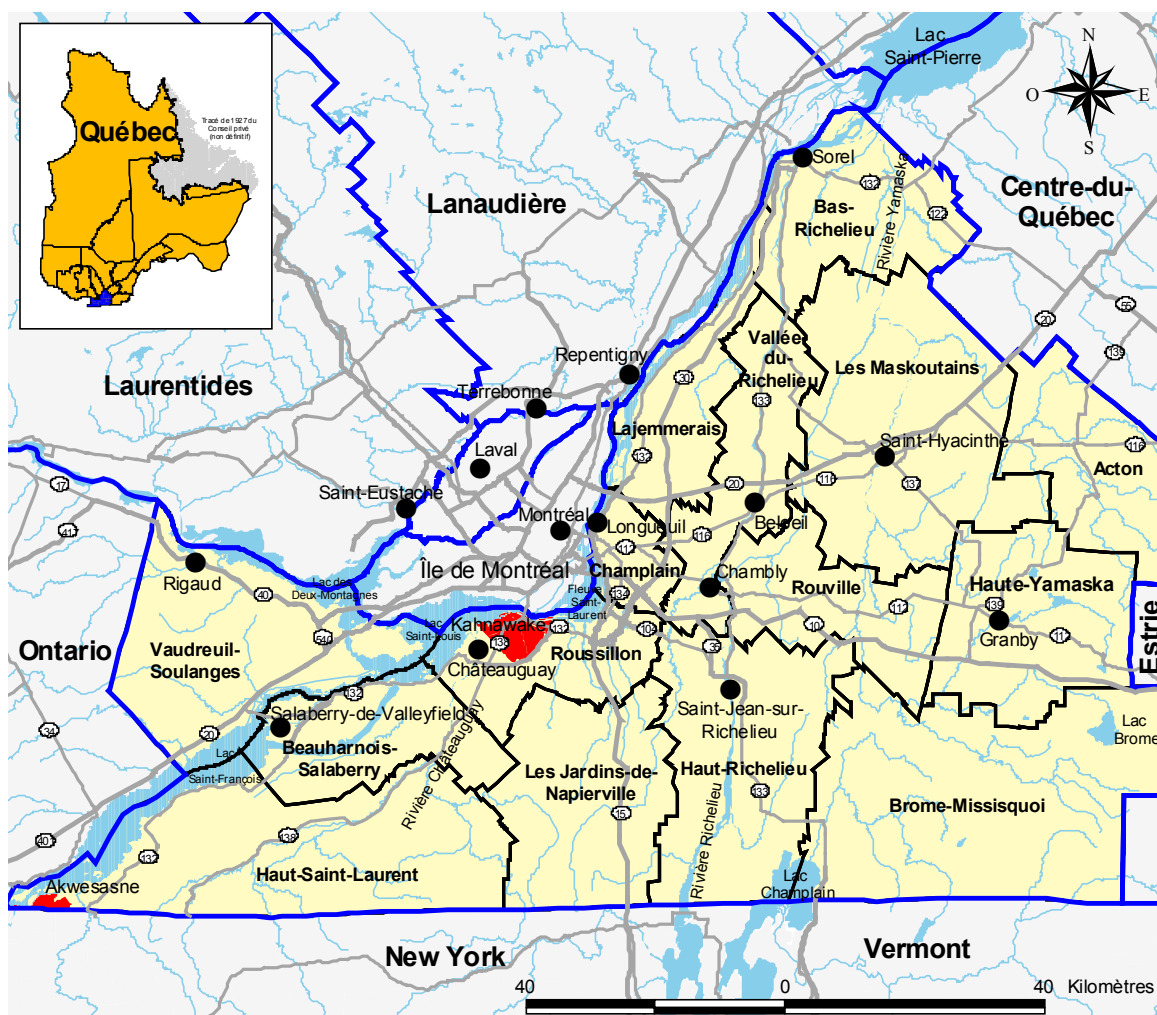 Lac
Saint-Pierre
N
O
E
S
Québec
Tracé de 1927 du
Conseil privé
(non définitif)
Sorel
132
Rivière Yamaska
122
Centre-du-
Québec
Lanaudière
Bas-
Richelieu
20
55
139
Laurentides
Repentigny
Terrebonne
30
Vallée
du-
Richelieu
133
Les Maskoutains
Lajemmerais
132
Laval
Saint-Hyacinthe
116
Acton
17
417
Saint-Eustache
20
116
137
Montréal
Longueuil
Beloeil
112
116
Rigaud
Île de Montréal
Champlain
Chambly
Rouville
Haute-Yamaska
Lac des
Deux-Montagnes
40
Fleuve
Saint-
Laurent
134
112
139
Granby
112
Estrie
Ontario
540
Lac
Saint-Louis
Kahnawake
138
132
104
10
Vaudreuil-
Soulanges
Châteauguay
Roussillon
35
132
Saint-Jean-sur-
Richelieu
Lac
Brome
34
20
Salaberry-de-Valleyfield
Lac
Saint-François
Beauharnois-
Salaberry
Rivière Châteauguay
Les Jardins-de-
Napierville
Haut-Richelieu
133
Brome-Missisquoi
401
132
138
15
Rivière Richelieu
Haut-Saint-Laurent
Akwesasne
Lac
Champlain
New York
Vermont
40
0
40
Kilomètres